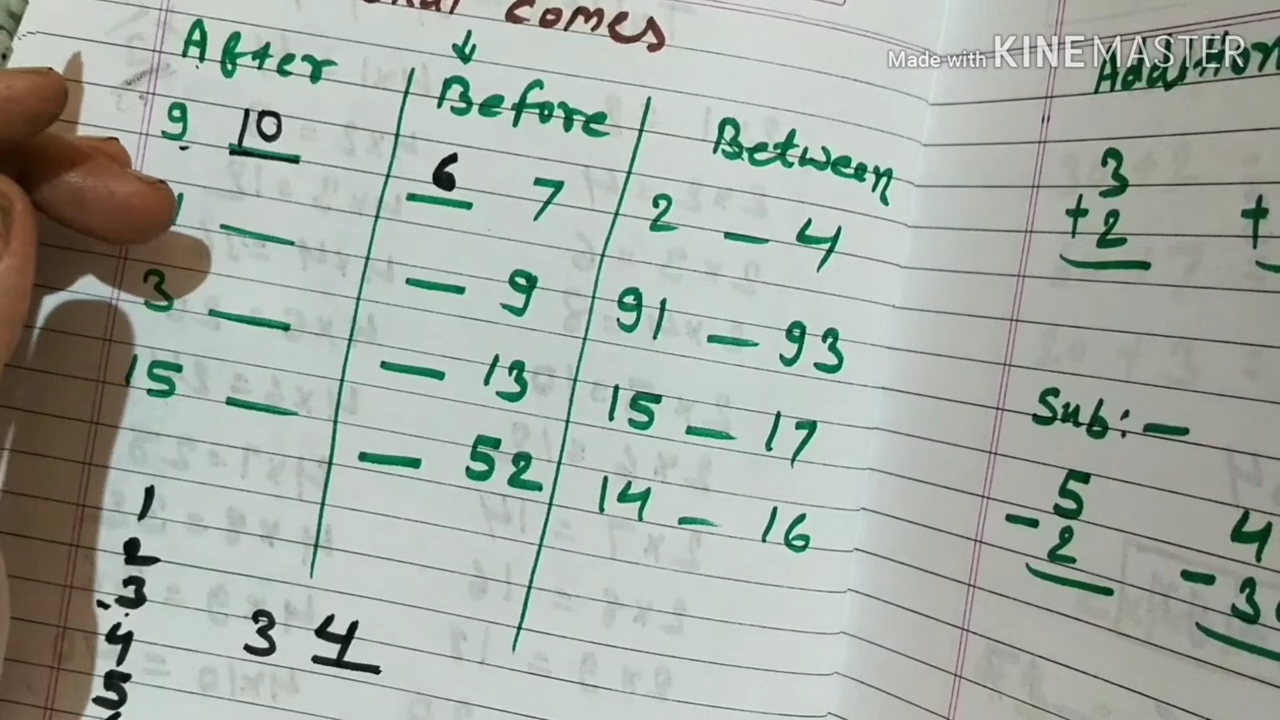 comes
Made with KINEMASTER
After
Before
Between
Addition
9 10
6 7
2 – 4
3
+ 2
+
—
– 9
91 – 93
3 —
– 13
15 – 17
Sub:—
15 —
– 52
14 – 16
5
- 2
4
- 3
1
2
3
4
5
3 4